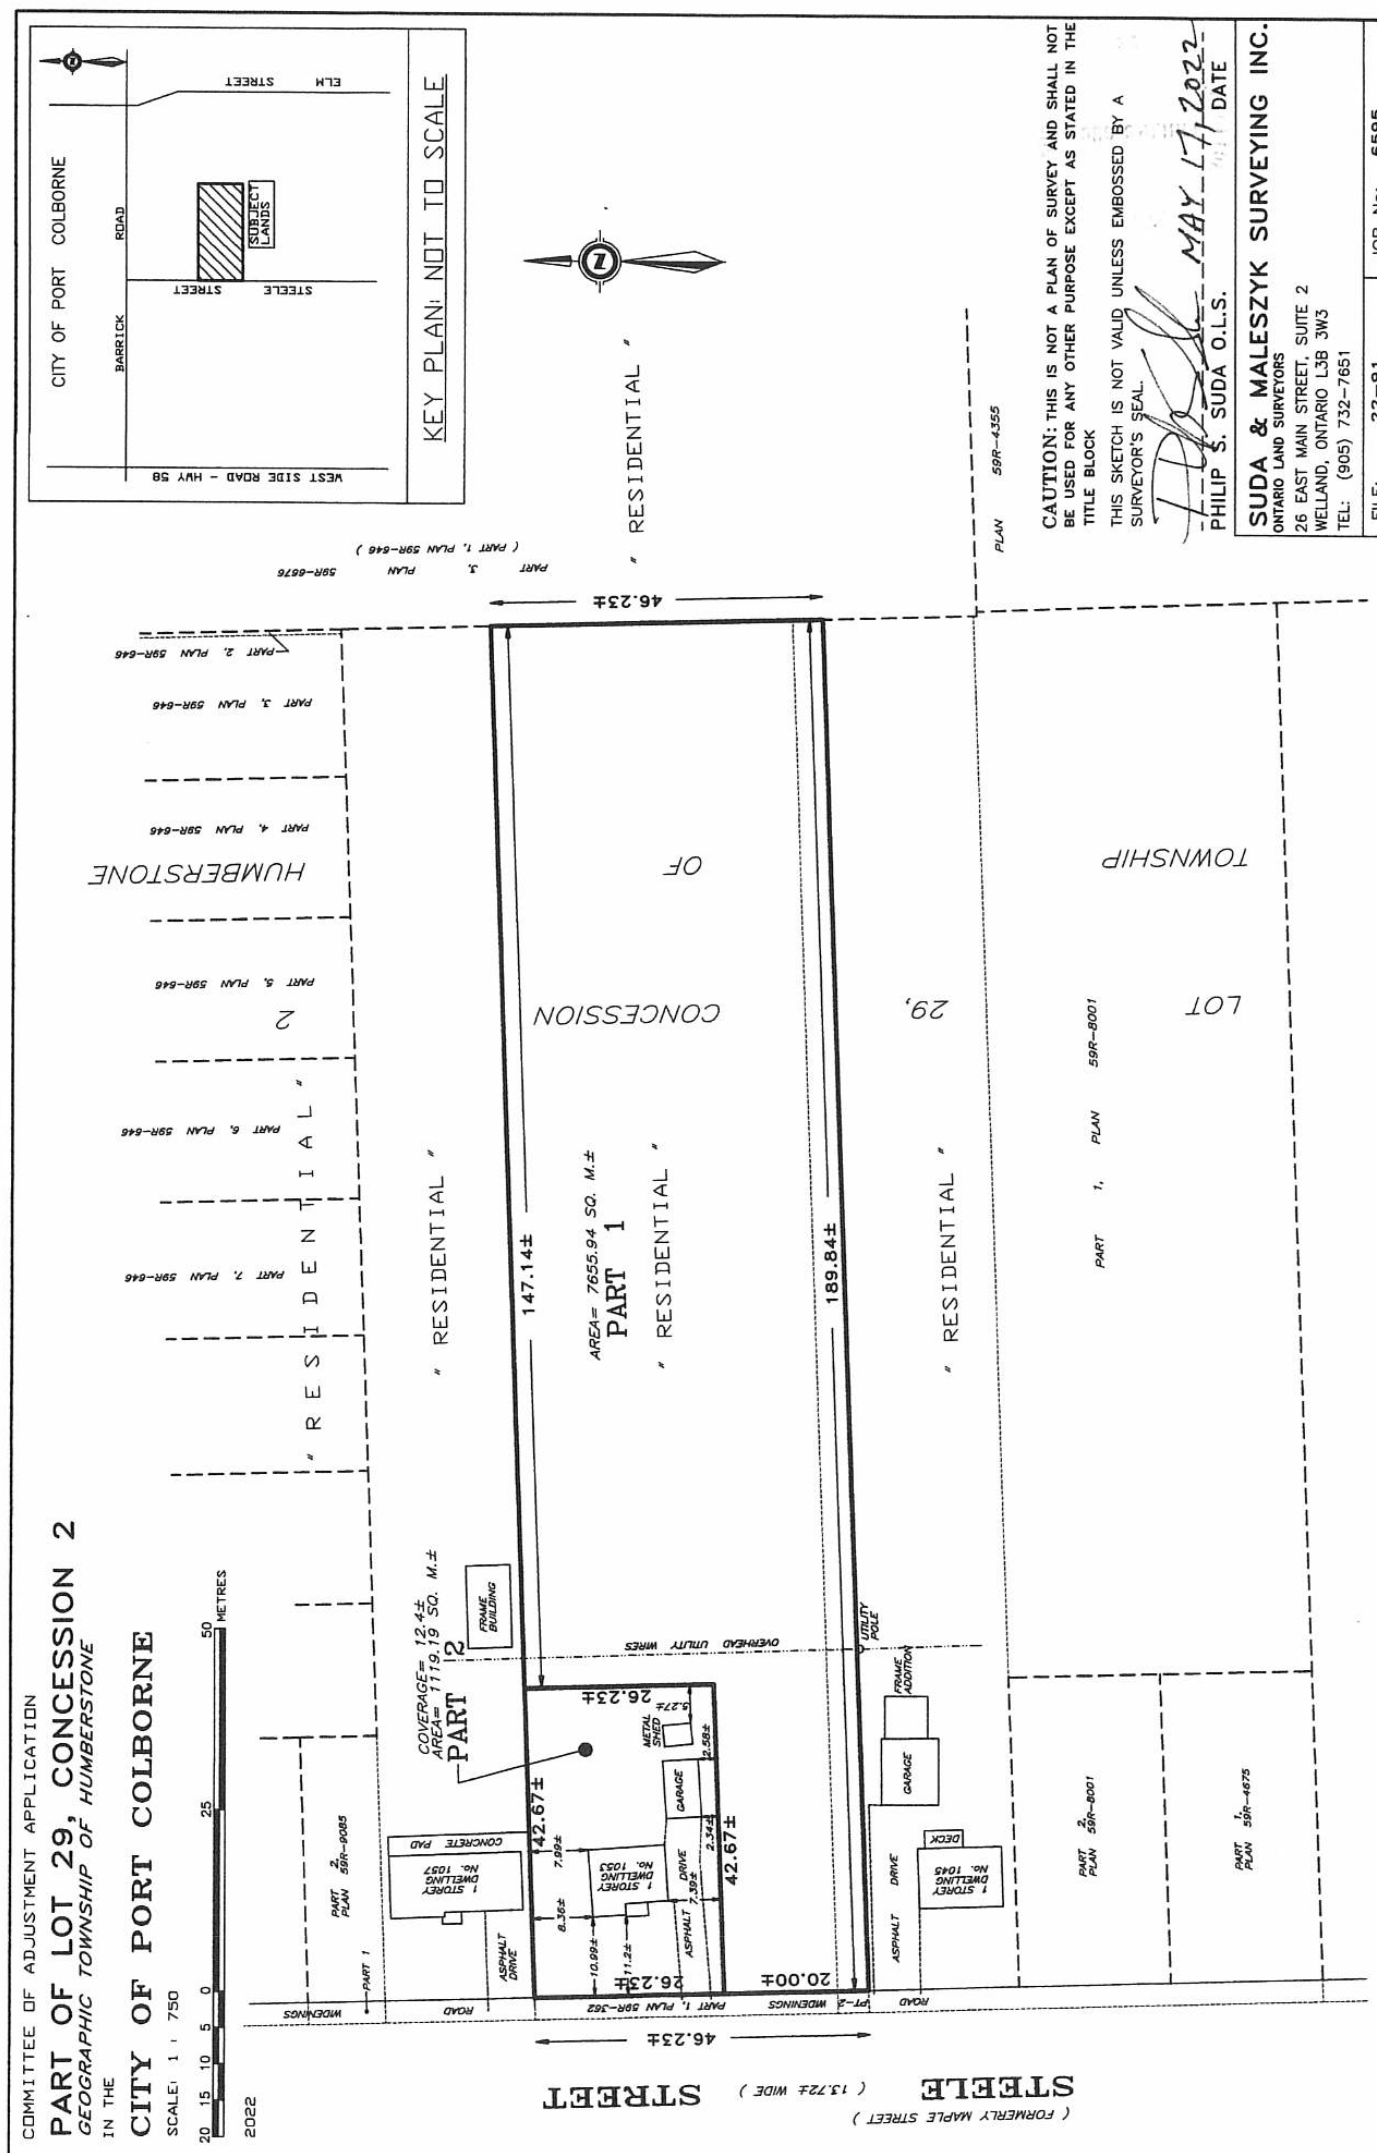 COMMITTEE OF ADJUSTMENT APPLICATION
PART OF LOT 29, CONCESSION 2
GEOGRAPHIC TOWNSHIP OF HUMBERSTONE
IN THE
CITY OF PORT COLBORNE
SCALE: 1 : 750
20 15 10 5 0 25 50 METRES
2022
CITY OF PORT COLBORNE
BARRICK ROAD
WEST SIDE ROAD - HWY 58
STEELE STREET
ELM STREET
SUBJECT
LANDS
KEY PLAN: NOT TO SCALE
HUMBERSTONE
2
OF
CONCESSION
29,
TOWNSHIP
LOT
PART 2, PLAN 59R-646
PART 3, PLAN 59R-646
PART 4, PLAN 59R-646
PART 5, PLAN 59R-646
PART 6, PLAN 59R-646
PART 7, PLAN 59R-646
PART 3, PLAN 59R-6676
( PART 1, PLAN 59R-646 )
" RESIDENTIAL "
" RESIDENTIAL "
" RESIDENTIAL "
" RESIDENTIAL "
" RESIDENTIAL "
46.23±
147.14±
189.84±
AREA= 7655.94 SQ. M.±
PART 1
COVERAGE= 12.4±
AREA= 1119.19 SQ. M.±
PART 2
FRAME
BUILDING
OVERHEAD UTILITY WIRES
UTILITY
POLE
26.23±
5.27±
METAL
SHED
2.58±
GARAGE
42.67±
7.99±
2.34±
42.67±
1 STOREY
DWELLING
No. 1053
DRIVE
7.39±
8.36±
10.99±
11.2±
ASPHALT
26.23±
20.00±
CONCRETE PAD
1 STOREY
DWELLING
No. 1057
ASPHALT
DRIVE
FRAME
ADDITION
GARAGE
DECK
1 STOREY
DWELLING
No. 1045
ASPHALT DRIVE
PART 2,
PLAN 59R-9085
PART 1
WIDENINGS
ROAD
PART 1, PLAN 59R-362
WIDENINGS
PT-2
ROAD
46.23±
STREET
( 13.72± WIDE )
STEELE
( FORMERLY MAPLE STREET )
PART 2,
PLAN 59R-8001
PART 1,
PLAN 59R-4675
PART 1, PLAN 59R-8001
PLAN 59R-4355
CAUTION: THIS IS NOT A PLAN OF SURVEY AND SHALL NOT
BE USED FOR ANY OTHER PURPOSE EXCEPT AS STATED IN THE
TITLE BLOCK
THIS SKETCH IS NOT VALID UNLESS EMBOSSED BY A
SURVEYOR'S SEAL.
MAY 17, 2022
PHILIP S. SUDA O.L.S. DATE
SUDA & MALESZYK SURVEYING INC.
ONTARIO LAND SURVEYORS
26 EAST MAIN STREET, SUITE 2
WELLAND, ONTARIO L3B 3W3
TEL: (905) 732-7651